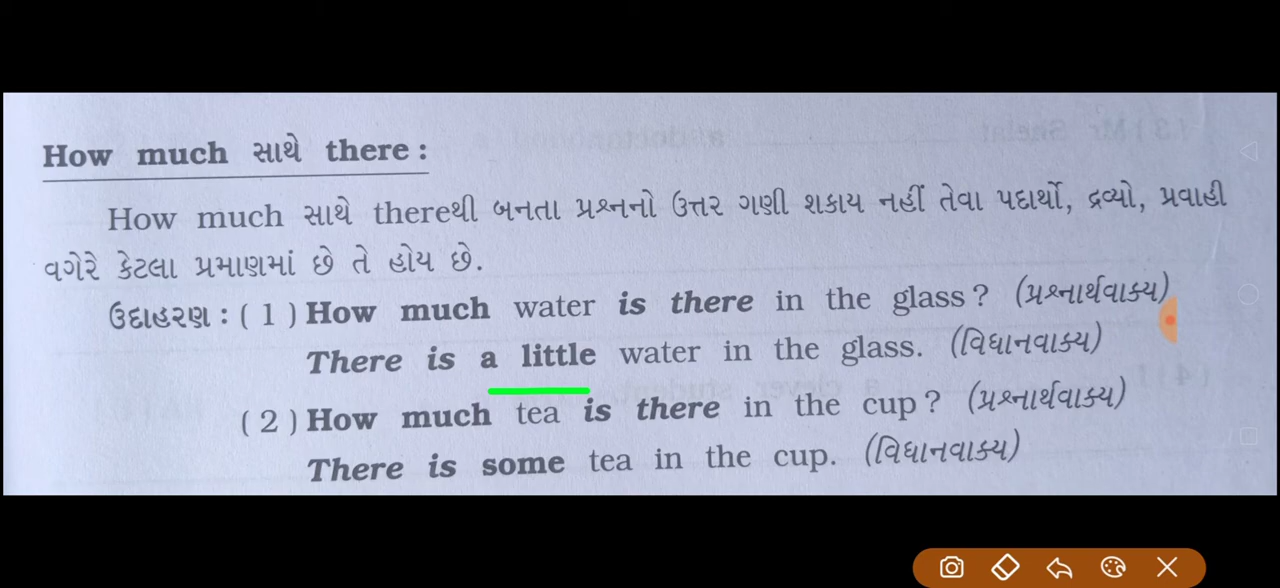 How much સાથે there :
How much સાથે thereથી બનતા પ્રશ્નનો ઉત્તર ગણી શકાય નહીં તેવા પદાર્થો, દ્રવ્યો, પ્રવાહી
વગેરે કેટલા પ્રમાણમાં છે તે હોય છે.
ઉદાહરણ : ( 1 ) How much water is there in the glass ? (પ્રશ્નાર્થવાક્ય)
There is a little water in the glass. (વિધાનવાક્ય)
( 2 ) How much tea is there in the cup ? (પ્રશ્નાર્થવાક્ય)
There is some tea in the cup. (વિધાનવાક્ય)